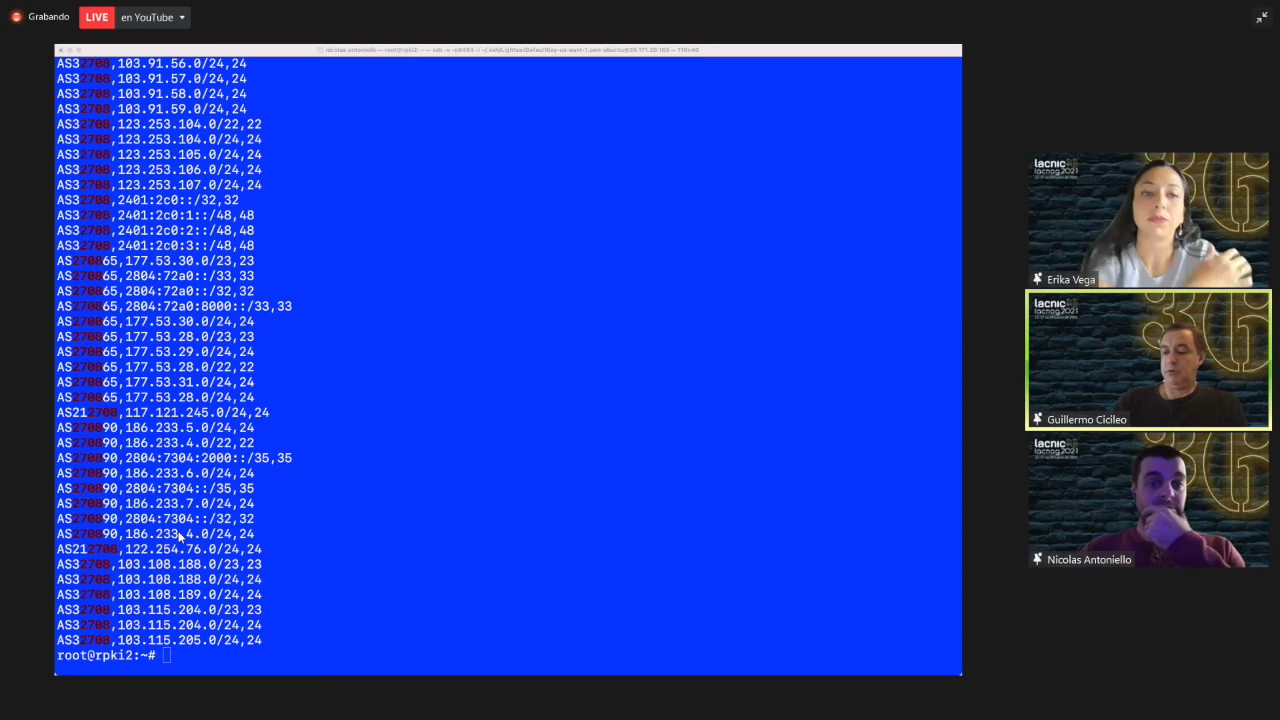 Grabando
LIVE
en YouTube
AS32708,103.91.56.0/24,24
AS32708,103.91.57.0/24,24
AS32708,103.91.58.0/24,24
AS32708,103.91.59.0/24,24
AS32708,123.253.104.0/22,22
AS32708,123.253.104.0/24,24
AS32708,123.253.105.0/24,24
AS32708,123.253.106.0/24,24
AS32708,123.253.107.0/24,24
AS32708,2401:2c0::/32,32
AS32708,2401:2c0:1::/48,48
AS32708,2401:2c0:2::/48,48
AS32708,2401:2c0:3::/48,48
AS270865,177.53.30.0/23,23
AS270865,2804:72a0::/33,33
AS270865,2804:72a0::/32,32
AS270865,2804:72a0:8000::/33,33
AS270865,177.53.30.0/24,24
AS270865,177.53.28.0/23,23
AS270865,177.53.29.0/24,24
AS270865,177.53.28.0/22,22
AS270865,177.53.31.0/24,24
AS270865,177.53.28.0/24,24
AS212708,117.121.245.0/24,24
AS270890,186.233.5.0/24,24
AS270890,186.233.4.0/22,22
AS270890,2804:7304:2000::/35,35
AS270890,186.233.6.0/24,24
AS270890,2804:7304::/35,35
AS270890,186.233.7.0/24,24
AS270890,2804:7304::/32,32
AS270890,186.233.4.0/24,24
AS212708,122.254.76.0/24,24
AS32708,103.108.188.0/23,23
AS32708,103.108.188.0/24,24
AS32708,103.108.189.0/24,24
AS32708,103.115.204.0/23,23
AS32708,103.115.204.0/24,24
AS32708,103.115.205.0/24,24
root@rpki2:~#
lacnic36
lacnog 2021
Erika Vega
lacnic36
lacnog 2021
Guillermo Cicileo
lacnic36
lacnog 2021
Nicolas Antoniello